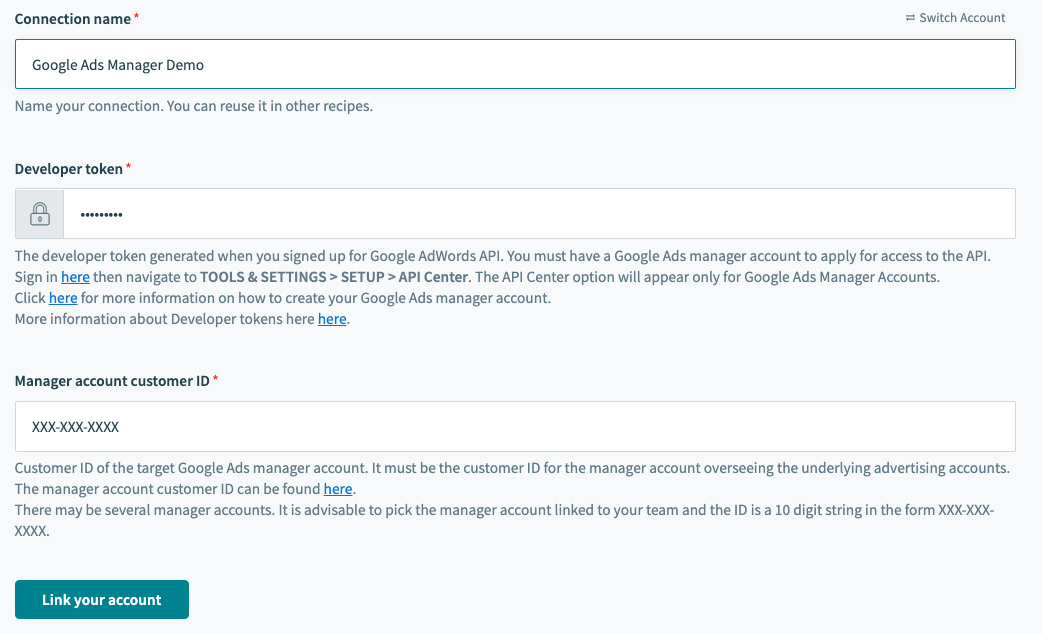 Connection name *
⇄ Switch Account
Google Ads Manager Demo
Name your connection. You can reuse it in other recipes.
Developer token *
•••••••••
The developer token generated when you signed up for Google AdWords API. You must have a Google Ads manager account to apply for access to the API.
Sign in here then navigate to TOOLS & SETTINGS > SETUP > API Center. The API Center option will appear only for Google Ads Manager Accounts.
Click here for more information on how to create your Google Ads manager account.
More information about Developer tokens here here.
Manager account customer ID *
XXX-XXX-XXXX
Customer ID of the target Google Ads manager account. It must be the customer ID for the manager account overseeing the underlying advertising accounts.
The manager account customer ID can be found here.
There may be several manager accounts. It is advisable to pick the manager account linked to your team and the ID is a 10 digit string in the form XXX-XXX-
XXXX.
Link your account